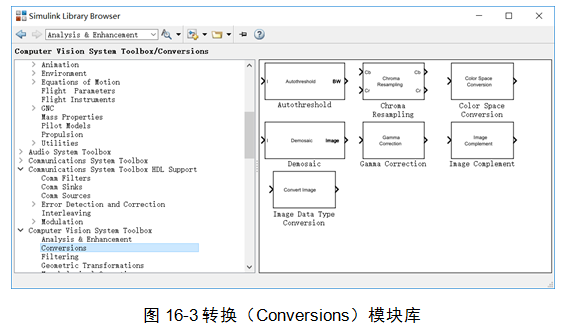 Simulink Library Browser
Analysis & Enhancement
Computer Vision System Toolbox/Conversions
Animation
Environment
Equations of Motion
Flight Parameters
Flight Instruments
GNC
Mass Properties
Pilot Models
Propulsion
Utilities
Audio System Toolbox
Communications System Toolbox
Communications System Toolbox HDL Support
Comm Filters
Comm Sinks
Comm Sources
Error Detection and Correction
Interleaving
Modulation
Computer Vision System Toolbox
Analysis & Enhancement
Conversions
Filtering
Geometric Transformations
I Autothreshold BW
Autothreshold
Cb Chroma Resampling Cb
Cr Cr
Chroma
Resampling
Color Space
Conversion
Color Space
Conversion
I Demosaic Image
Demosaic
Gamma
Correction
Gamma Correction
Image
Complement
Image Complement
Convert Image
Image Data Type
Conversion
图 16-3 转换（Conversions）模块库